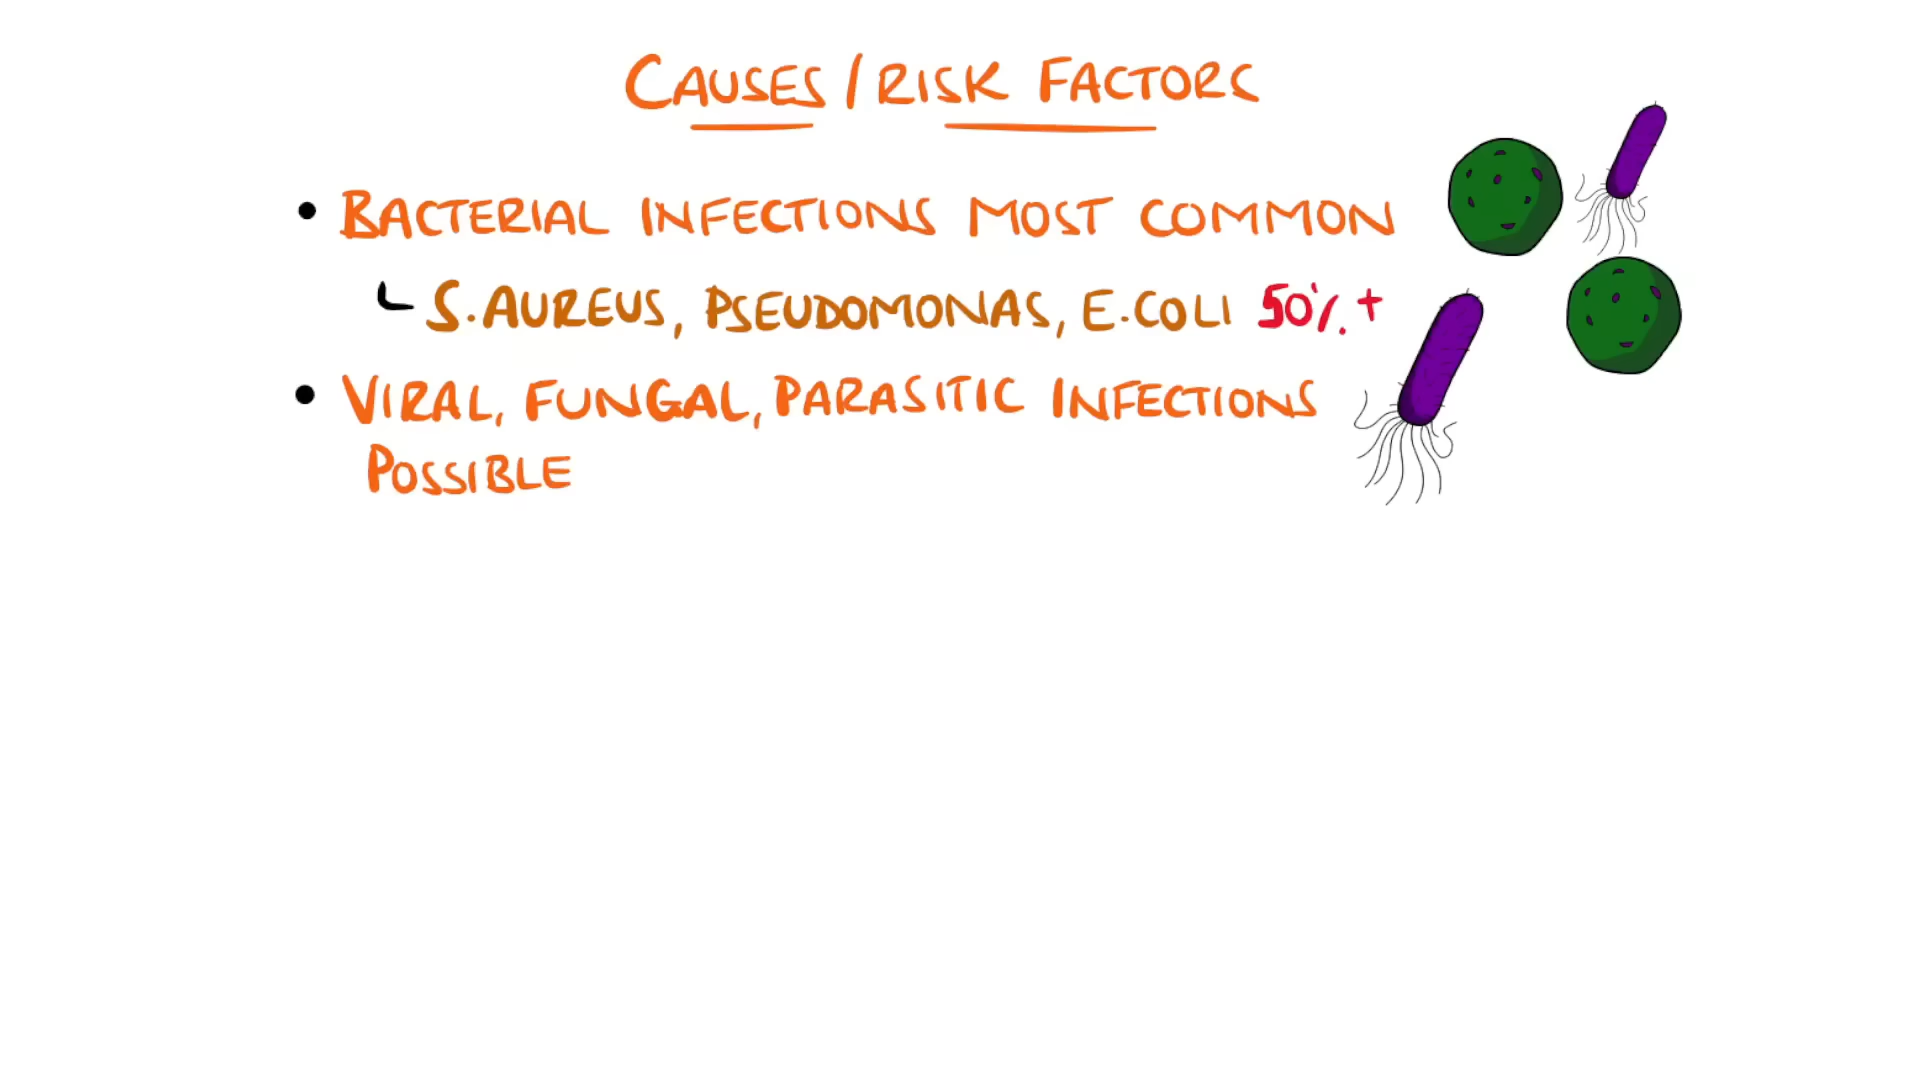 CAUSES / RISK FACTORS
• BACTERIAL INFECTIONS MOST COMMON
S. AUREUS, PSEUDOMONAS, E. COLI 50% +
• VIRAL, FUNGAL, PARASITIC INFECTIONS
POSSIBLE